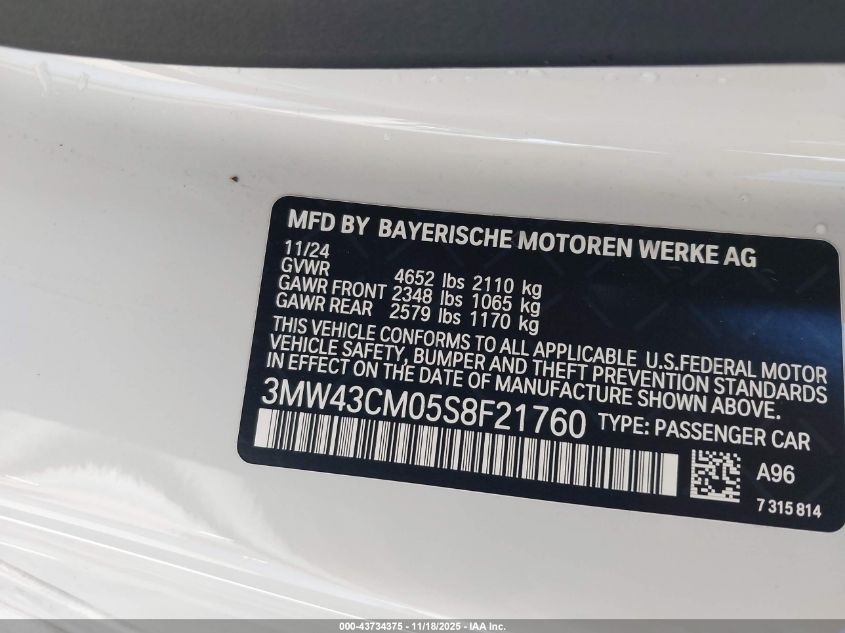 MFD BY BAYERISCHE MOTOREN WERKE AG
11/24
GVWR 4652 lbs 2110 kg
GAWR FRONT 2348 lbs 1065 kg
GAWR REAR 2579 lbs 1170 kg
THIS VEHICLE CONFORMS TO ALL APPLICABLE U.S.FEDERAL MOTOR
VEHICLE SAFETY, BUMPER AND THEFT PREVENTION STANDARDS
IN EFFECT ON THE DATE OF MANUFACTURE SHOWN ABOVE.
3MW43CM05S8F21760 TYPE: PASSENGER CAR
A96
7 315 814
000-43734375 - 11/18/2025 - IAA Inc.